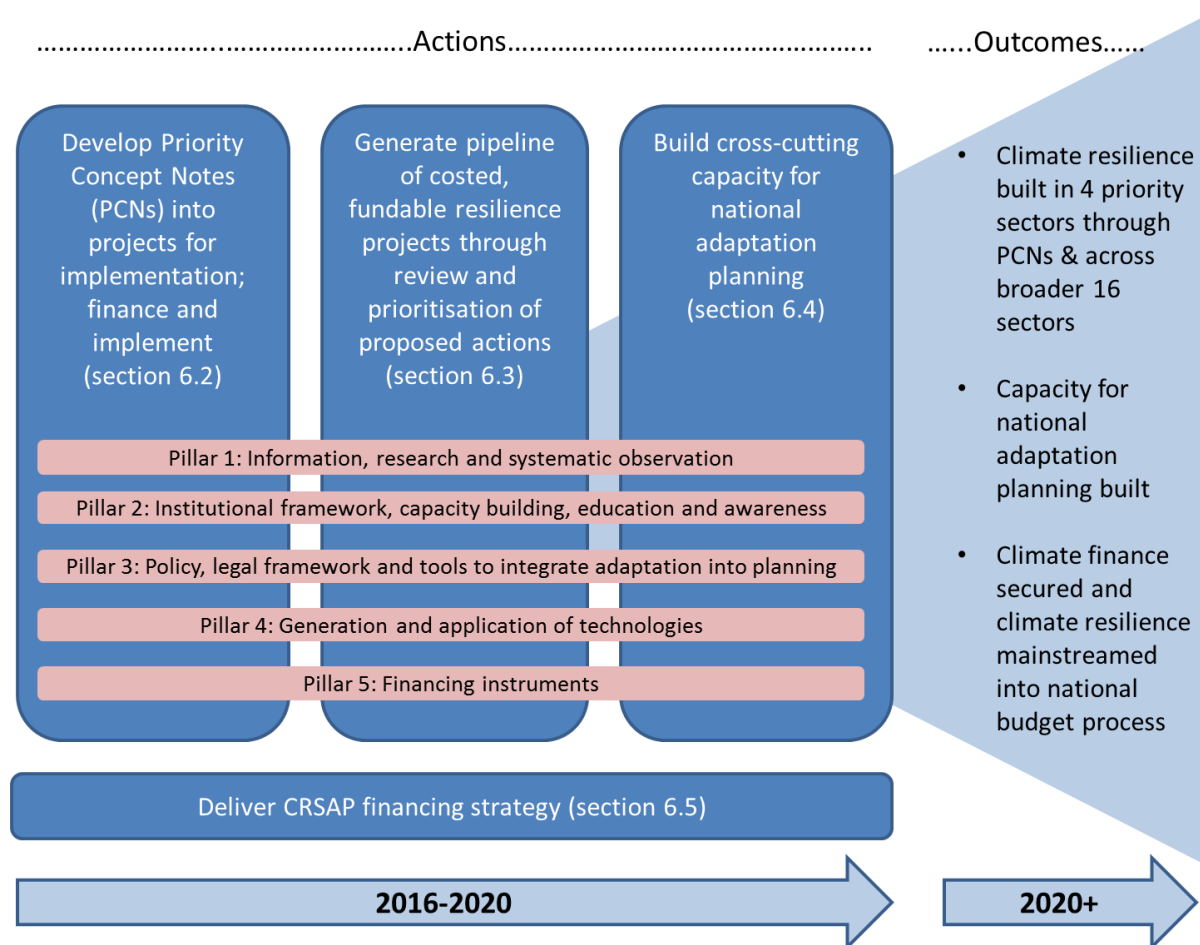 ……………………………..…………………………..Actions…………………………………………………………..
…...Outcomes……
Develop Priority
Concept Notes
(PCNs) into
projects for
implementation;
finance and
implement
(section 6.2)
Generate pipeline
of costed,
fundable resilience
projects through
review and
prioritisation of
proposed actions
(section 6.3)
Build cross-cutting
capacity for
national
adaptation
planning
(section 6.4)
Pillar 1: Information, research and systematic observation
Pillar 2: Institutional framework, capacity building, education and awareness
Pillar 3: Policy, legal framework and tools to integrate adaptation into planning
Pillar 4: Generation and application of technologies
Pillar 5: Financing instruments
Deliver CRSAP financing strategy (section 6.5)
• Climate resilience
built in 4 priority
sectors through
PCNs & across
broader 16
sectors
• Capacity for
national
adaptation
planning built
• Climate finance
secured and
climate resilience
mainstreamed
into national
budget process
2016-2020
2020+